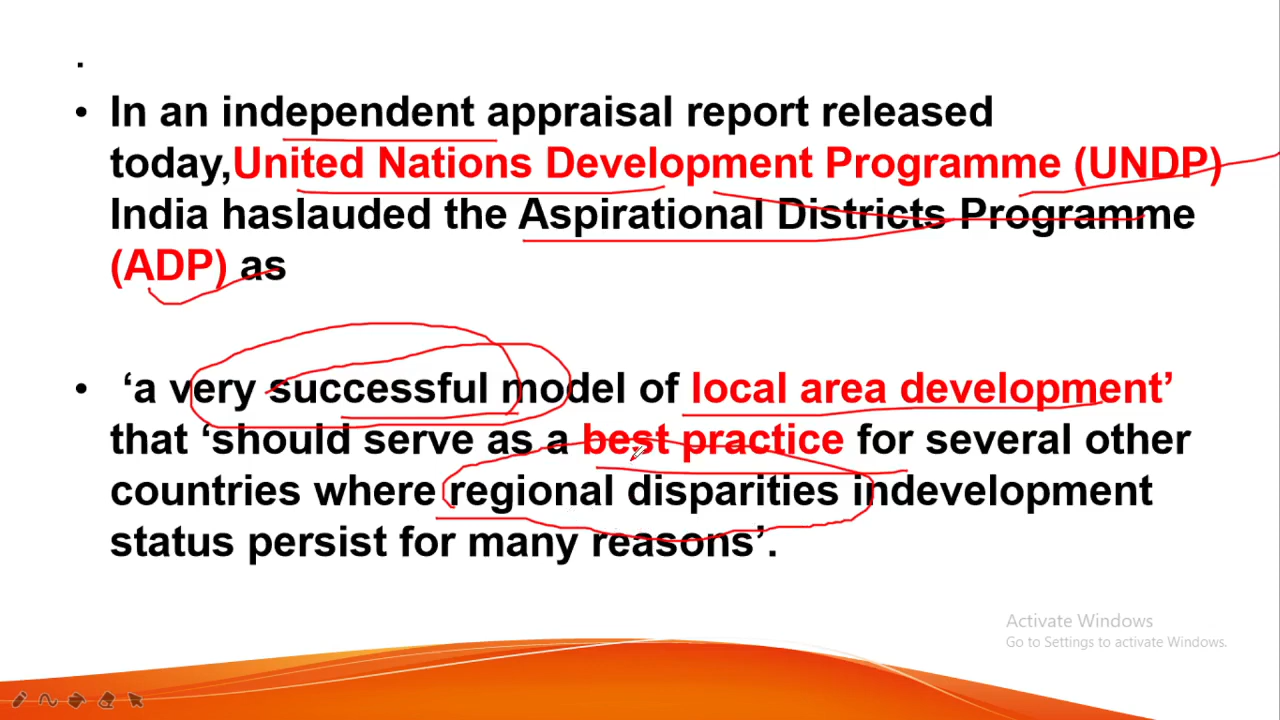 .
• In an independent appraisal report released
today,United Nations Development Programme (UNDP)
India haslauded the Aspirational Districts Programme
(ADP) as
• ‘a very successful model of local area development’
that ‘should serve as a best practice for several other
countries where regional disparities indevelopment
status persist for many reasons’.
Activate Windows
Go to Settings to activate Windows.